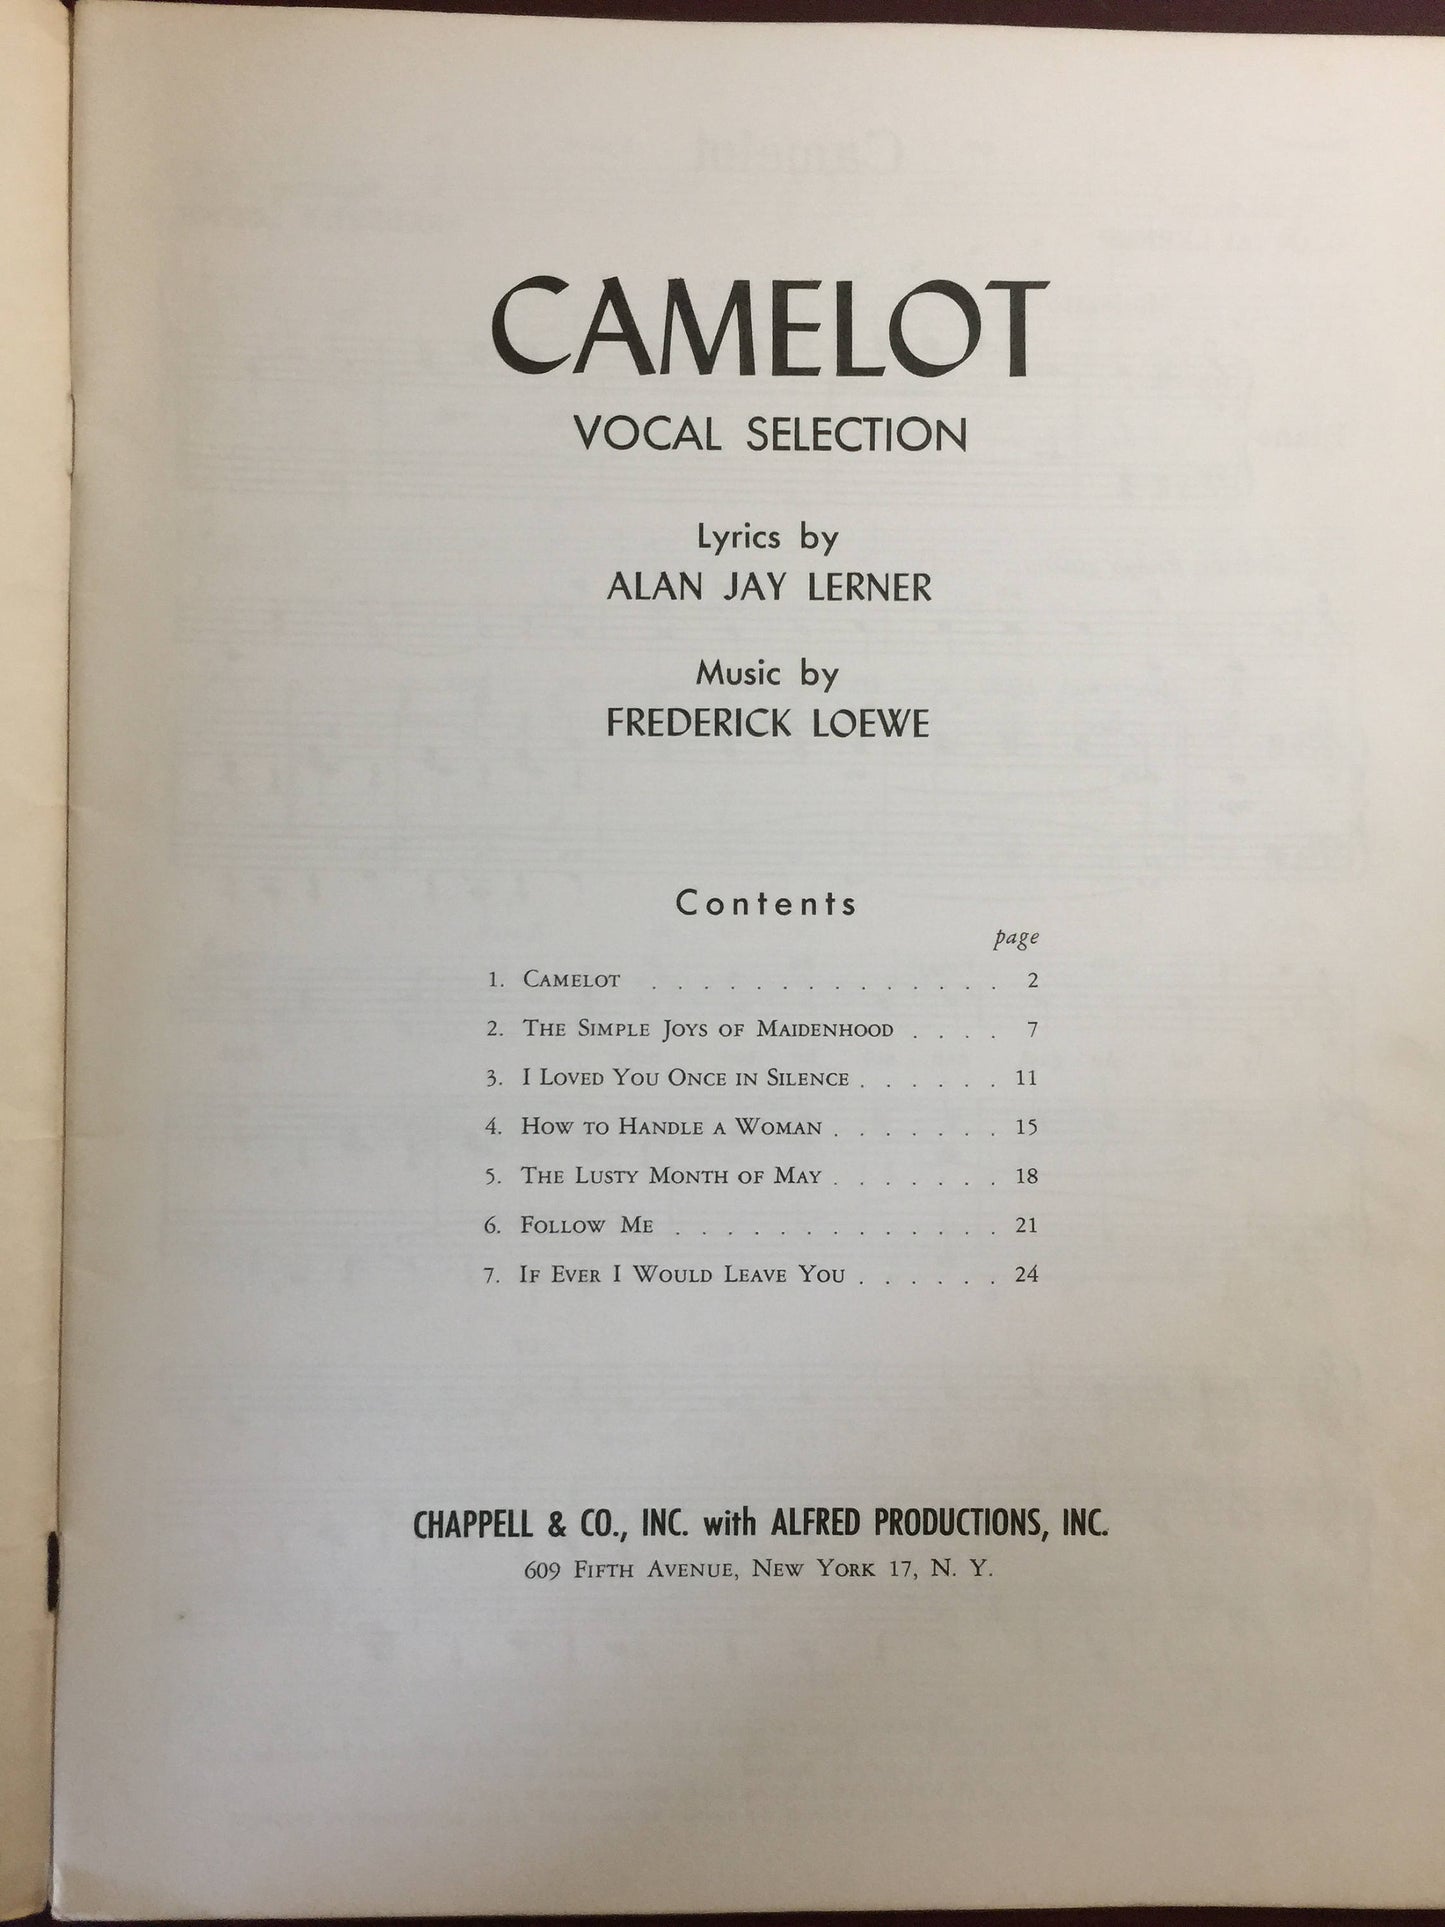 CAMELOT
VOCAL SELECTION
Lyrics by
ALAN JAY LERNER
Music by
FREDERICK LOEWE
Contents
page
1. CAMELOT . . . . . . . . . . . . . . 2
2. THE SIMPLE JOYS OF MAIDENHOOD . . . . 7
3. I LOVED YOU ONCE IN SILENCE . . . . . . 11
4. HOW TO HANDLE A WOMAN . . . . . . . 15
5. THE LUSTY MONTH OF MAY . . . . . . . 18
6. FOLLOW ME . . . . . . . . . . . . . 21
7. IF EVER I WOULD LEAVE YOU . . . . . . 24
CHAPPELL & CO., INC. with ALFRED PRODUCTIONS, INC.
609 FIFTH AVENUE, NEW YORK 17, N. Y.